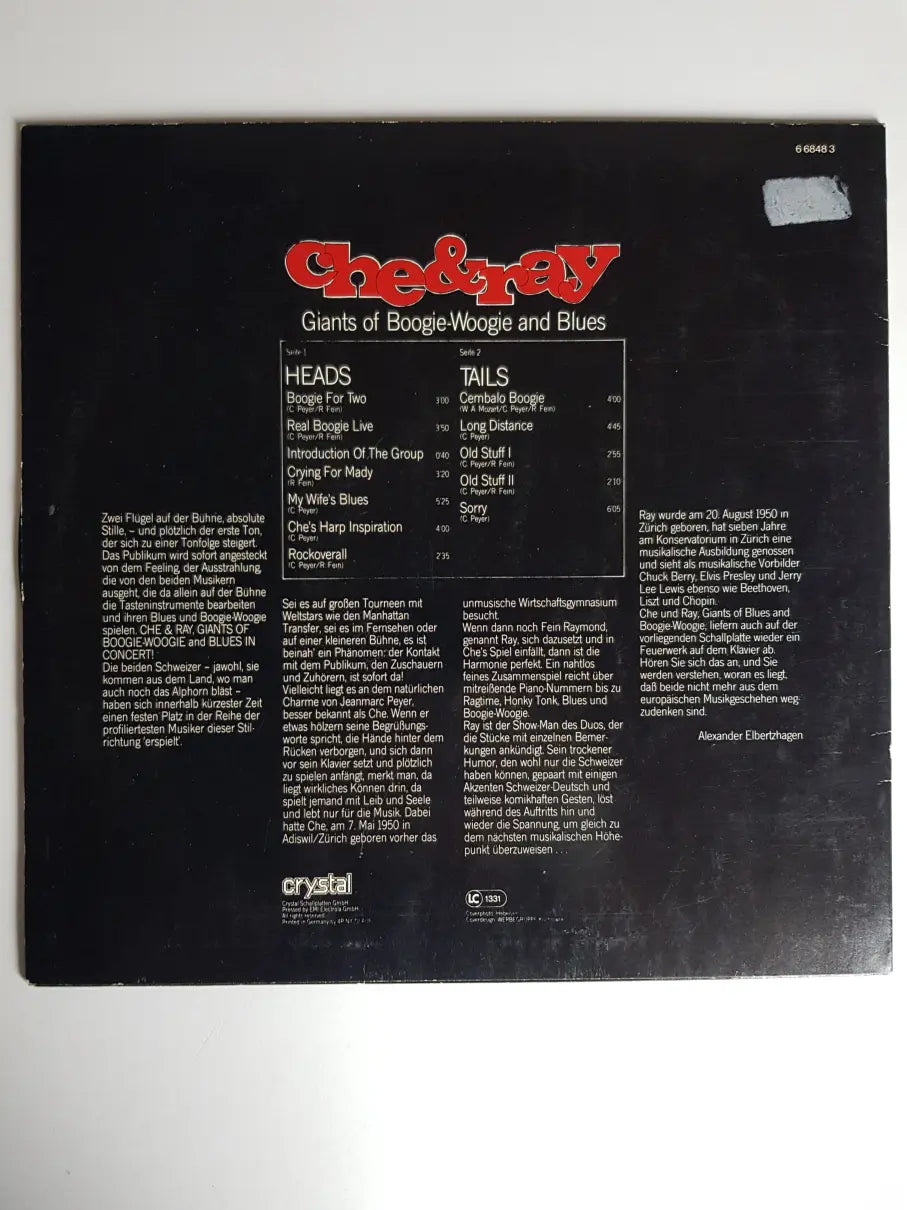 6 6848 3
che&ray
Giants of Boogie-Woogie and Blues
Seite 1
HEADS
Boogie For Two 3'00
(C Peyer/R Fein)
Real Boogie Live 3'50
(C Peyer/R Fein)
Introduction Of The Group 0'40
Crying For Mady 3'20
(R Fein)
My Wife's Blues 5'25
(C Peyer)
Che's Harp Inspiration 4'00
(C Peyer)
Rockoverall 2'35
(C Peyer/R Fein)
Seite 2
TAILS
Cembalo Boogie 4'00
(W A Mozart/C Peyer/R Fein)
Long Distance 4'45
(C Peyer)
Old Stuff I 2'55
(C Peyer/R Fein)
Old Stuff II 2'10
(C Peyer/R Fein)
Sorry 6'05
(C Peyer)
Zwei Flügel auf der Bühne, absolute
Stille, – und plötzlich der erste Ton,
der sich zu einer Tonfolge steigert.
Das Publikum wird sofort angesteckt
von dem Feeling, der Ausstrahlung,
die von den beiden Musikern
ausgeht, die da allein auf der Bühne
die Tasteninstrumente bearbeiten
und ihren Blues und Boogie-Woogie
spielen. CHE & RAY, GIANTS OF
BOOGIE-WOOGIE and BLUES IN
CONCERT!
Die beiden Schweizer – jawohl, sie
kommen aus dem Land, wo man
auch noch das Alphorn bläst –
haben sich innerhalb kürzester Zeit
einen festen Platz in der Reihe der
profiliertesten Musiker dieser Stil-
richtung 'erspielt'.
Sei es auf großen Tourneen mit
Weltstars wie den Manhattan
Transfer, sei es im Fernsehen oder
auf einer kleineren Bühne, es ist
beinah' ein Phänomen: der Kontakt
mit dem Publikum, den Zuschauern
und Zuhörern, ist sofort da!
Vielleicht liegt es an dem natürlichen
Charme von Jeanmarc Peyer,
besser bekannt als Che. Wenn er
etwas hölzern seine Begrüßungs-
worte spricht, die Hände hinter dem
Rücken verborgen, und sich dann
vor sein Klavier setzt und plötzlich
zu spielen anfängt, merkt man, da
liegt wirkliches Können drin, da
spielt jemand mit Leib und Seele
und lebt nur für die Musik. Dabei
hatte Che, am 7. Mai 1950 in
Adiswil/Zürich geboren vorher das
unmusische Wirtschaftsgymnasium
besucht.
Wenn dann noch Fein Raymond,
genannt Ray, sich dazusetzt und in
Che's Spiel einfällt, dann ist die
Harmonie perfekt. Ein nahtlos
feines Zusammenspiel reicht über
mitreißende Piano-Nummern bis zu
Ragtime, Honky Tonk, Blues und
Boogie-Woogie.
Ray ist der Show-Man des Duos, der
die Stücke mit einzelnen Bemer-
kungen ankündigt. Sein trockener
Humor, den wohl nur die Schweizer
haben können, gepaart mit einigen
Akzenten Schweizer-Deutsch und
teilweise komikhaften Gesten, löst
während des Auftritts hin und
wieder die Spannung, um gleich zu
dem nächsten musikalischen Höhe-
punkt überzuweisen . . .
Ray wurde am 20. August 1950 in
Zürich geboren, hat sieben Jahre
am Konservatorium in Zürich eine
musikalische Ausbildung genossen
und sieht als musikalische Vorbilder
Chuck Berry, Elvis Presley und Jerry
Lee Lewis ebenso wie Beethoven,
Liszt und Chopin.
Che und Ray, Giants of Blues and
Boogie-Woogie, liefern auch auf der
vorliegenden Schallplatte wieder ein
Feuerwerk auf dem Klavier ab.
Hören Sie sich das an, und Sie
werden verstehen, woran es liegt,
daß beide nicht mehr aus dem
europäischen Musikgeschehen weg-
zudenken sind.
Alexander Elbertzhagen
crystal
Crystal Schallplatten GmbH
Pressed by EMI Electrola GmbH
All rights reserved
Printed in Germany by
LC 1331
Coverphoto
Coverdesign: WERBEGRUPPE